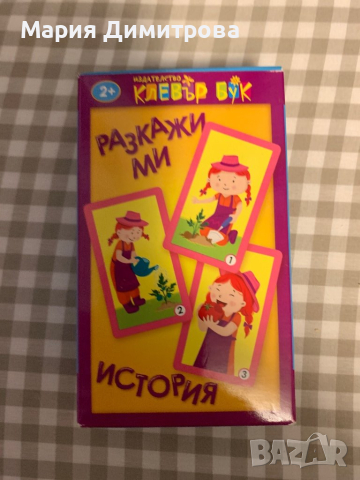 Мария Димитрова
2+
ИЗДАТЕЛСТВО
КЛЕВЪР БУК
РАЗКАЖИ
МИ
1
2
3
ИСТОРИЯ
BAZAR